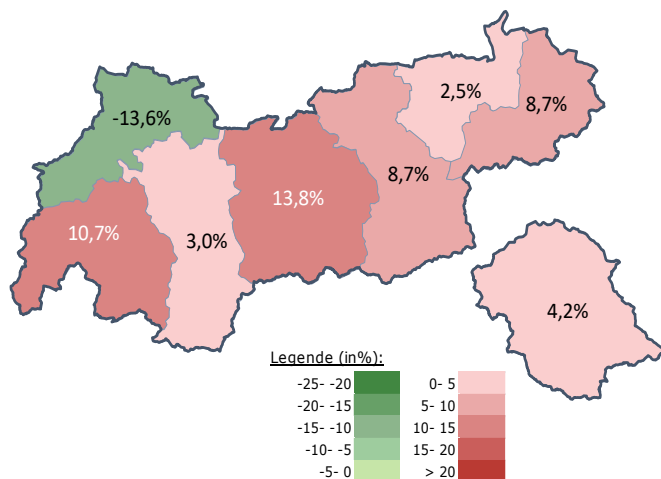 2,5%
8,7%
-13,6%
8,7%
13,8%
10,7%
3,0%
4,2%
Legende (in%):
-25- -20 0- 5
-20- -15 5- 10
-15- -10 10- 15
-10- -5 15- 20
-5- 0 > 20